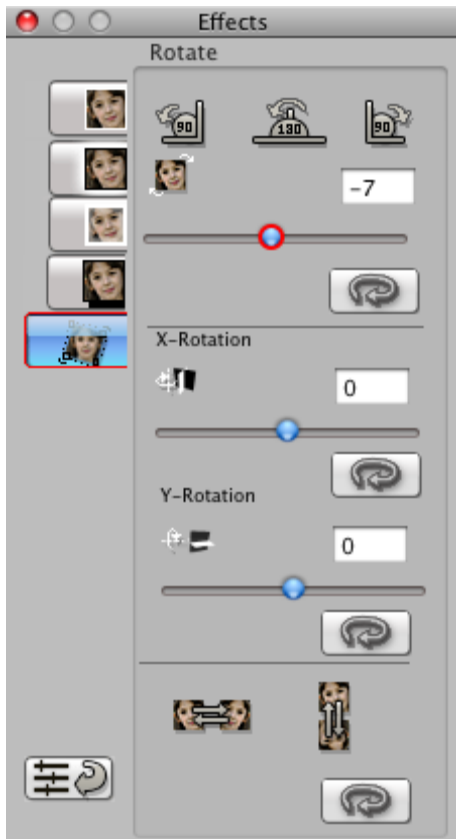 Effects
Rotate
90 180 90
-7
X-Rotation
0
Y-Rotation
0